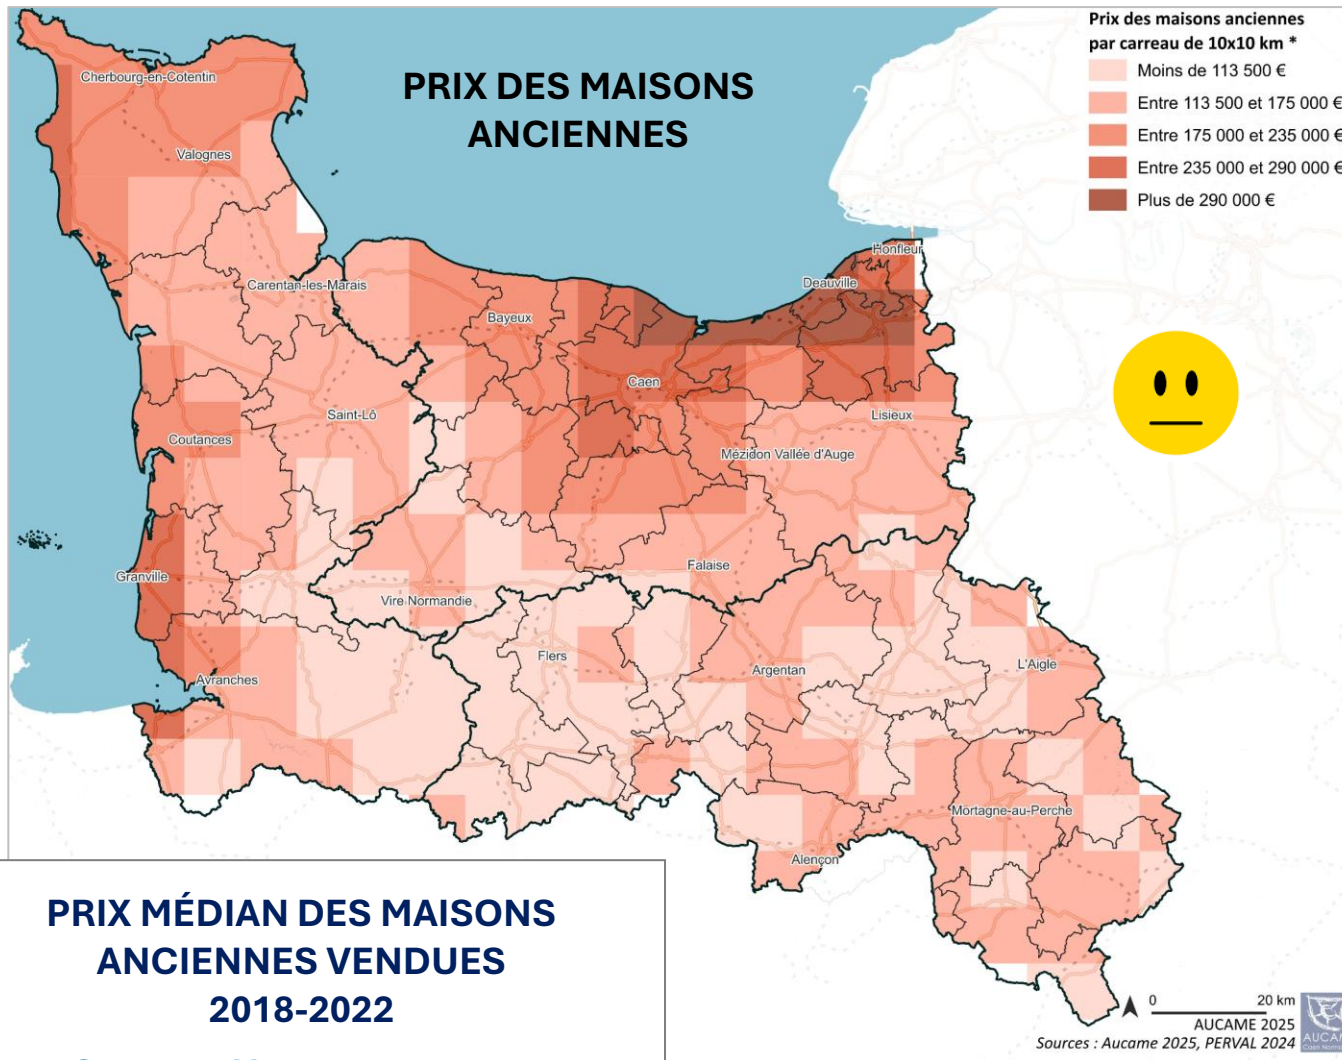 PRIX DES MAISONS
ANCIENNES
Prix des maisons anciennes
par carreau de 10x10 km *
Moins de 113 500 €
Entre 113 500 et 175 000 €
Entre 175 000 et 235 000 €
Entre 235 000 et 290 000 €
Plus de 290 000 €
Cherbourg-en-Cotentin
Valognes
Honfleur
Deauville
Carentan-les-Marais
Bayeux
Caen
Saint-Lô
Lisieux
Coutances
Mézidon Vallée d'Auge
Falaise
Granville
Vire Normandie
Flers
Argentan
L'Aigle
Avranches
Mortagne-au-Perche
Alençon
PRIX MÉDIAN DES MAISONS
ANCIENNES VENDUES
2018-2022
0 20 km
AUCAME 2025
Sources : Aucame 2025, PERVAL 2024